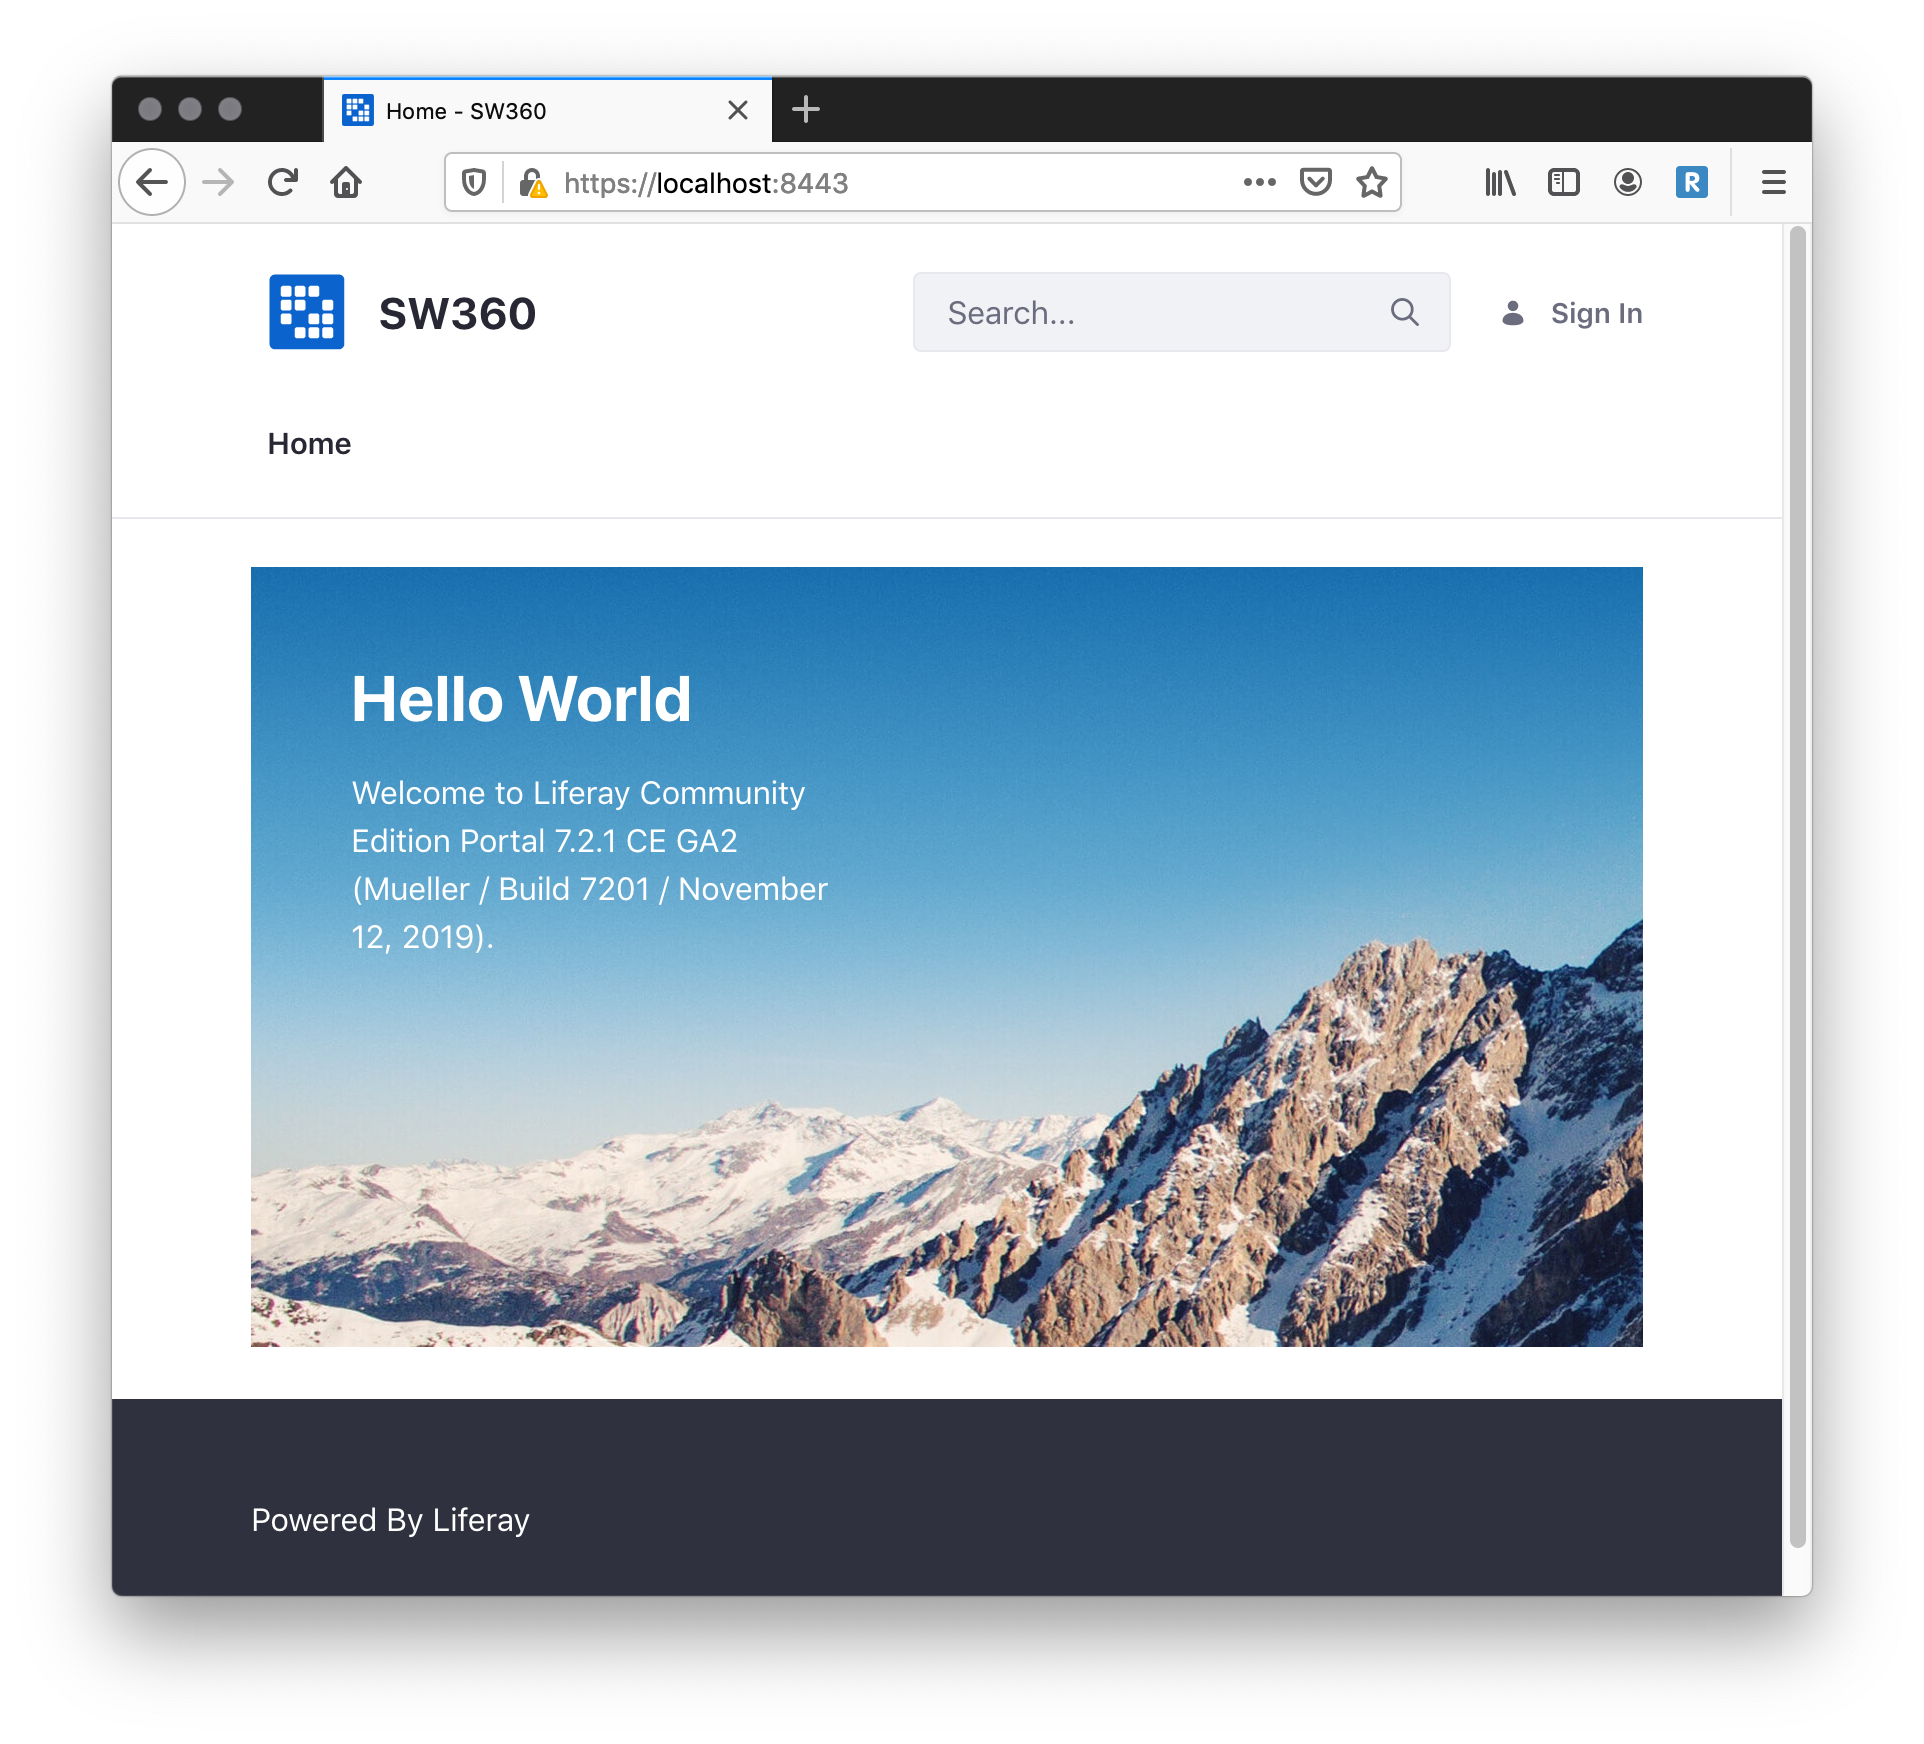 Home - SW360
https://localhost:8443
R
SW360
Search...
Sign In
Home
Hello World
Welcome to Liferay Community
Edition Portal 7.2.1 CE GA2
(Mueller / Build 7201 / November
12, 2019).
Powered By Liferay